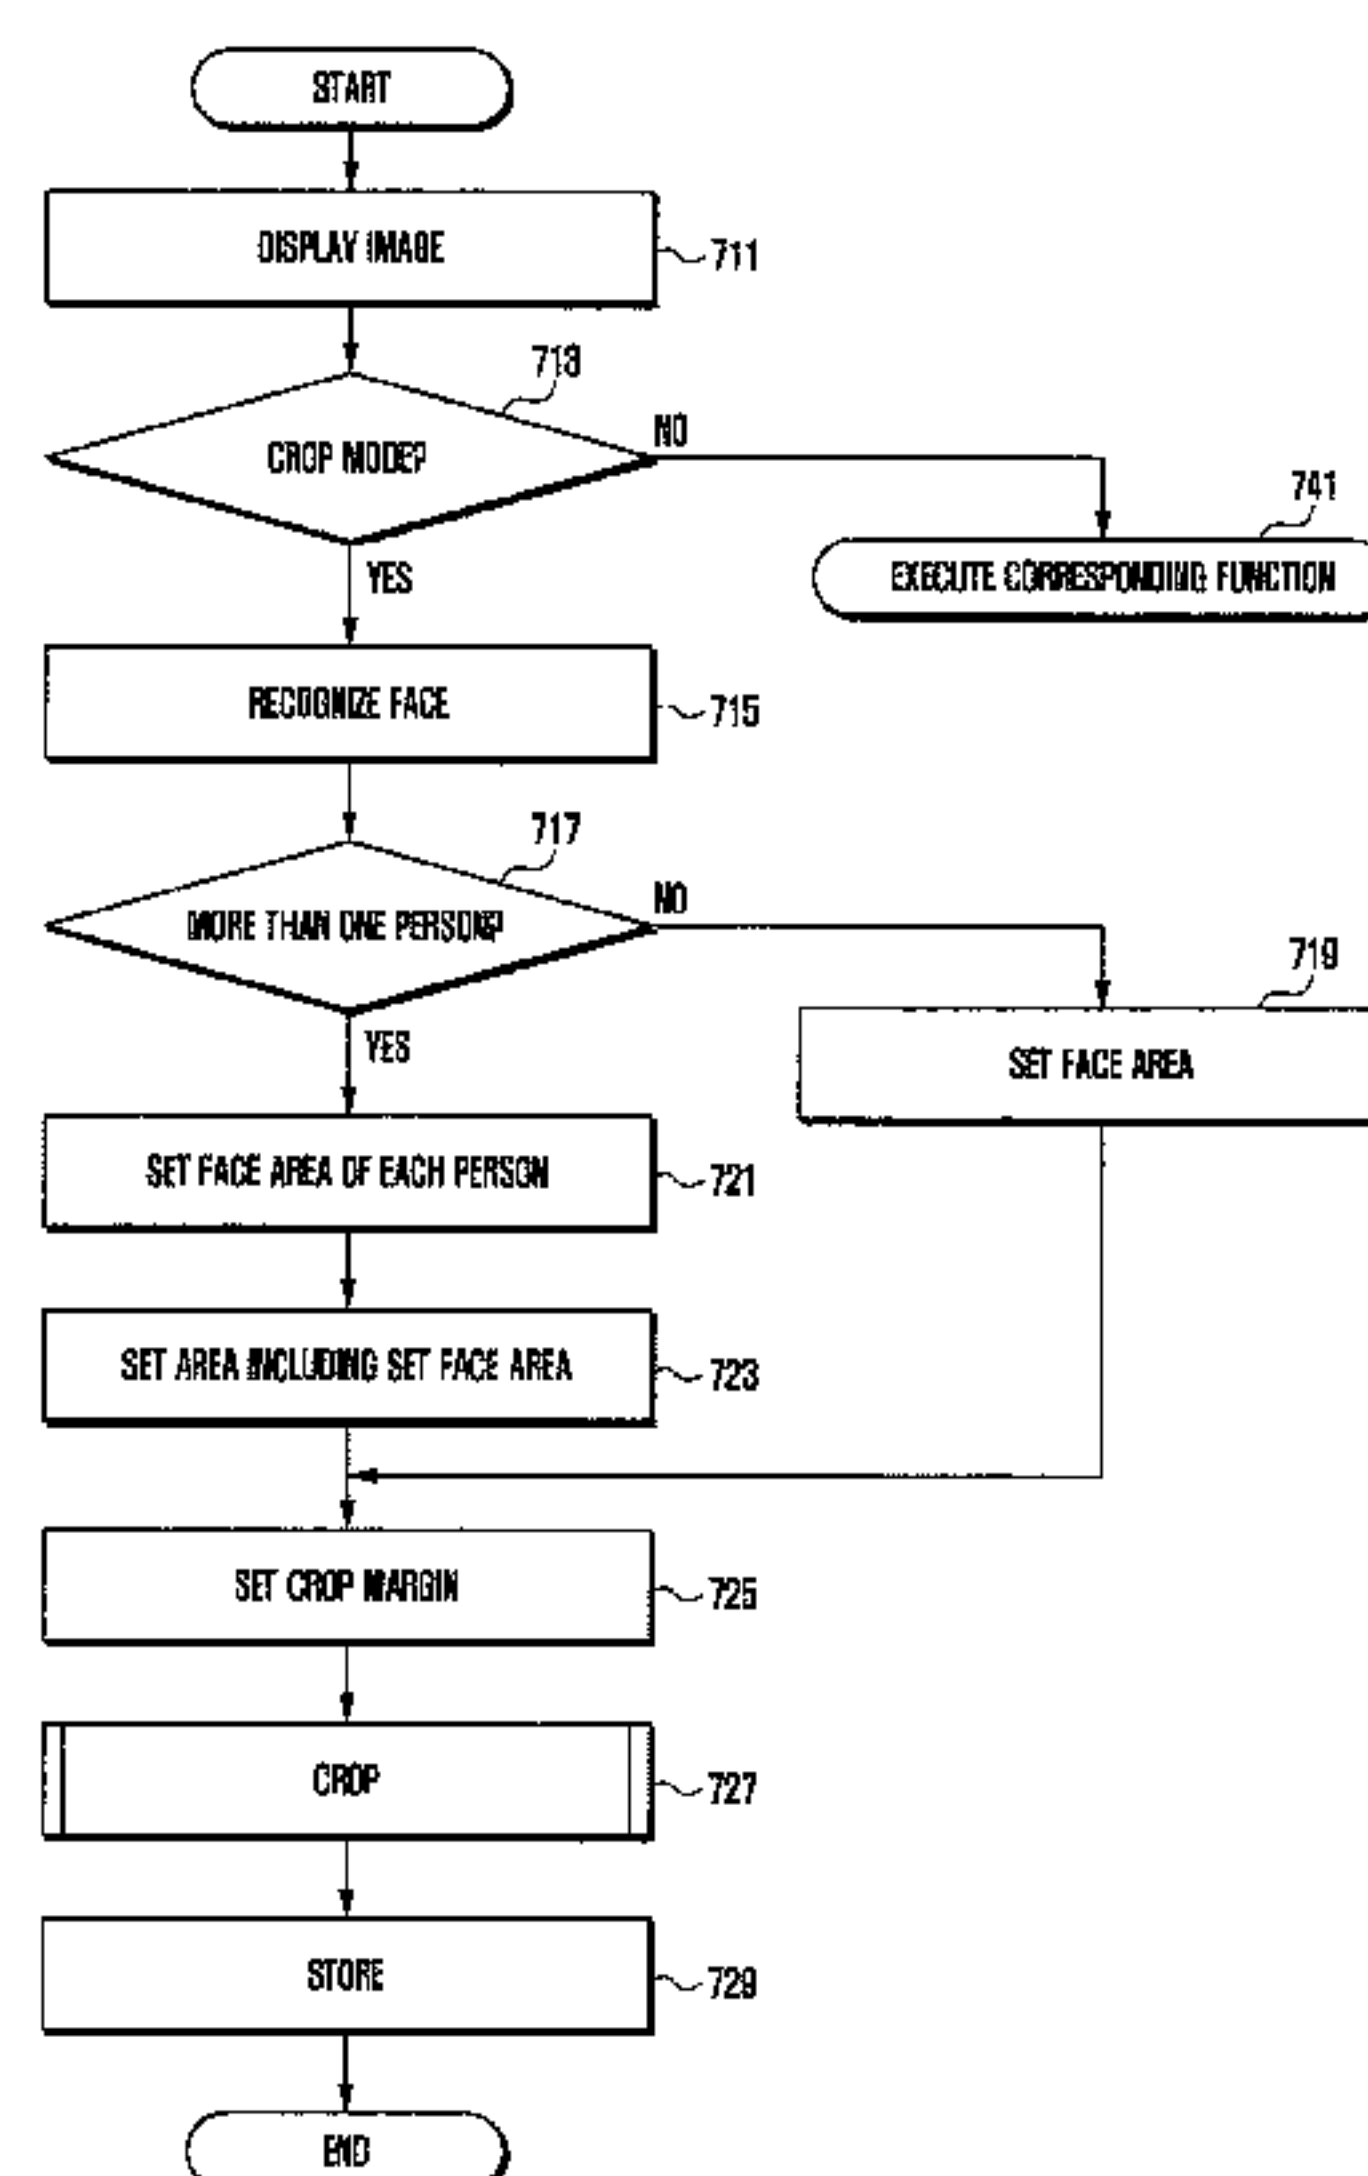 START
DISPLAY IMAGE
711
713
CROP MODE?
NO
741
EXECUTE CORRESPONDING FUNCTION
YES
RECOGNIZE FACE
715
717
MORE THAN ONE PERSON?
NO
719
SET FACE AREA
YES
SET FACE AREA OF EACH PERSON
721
SET AREA INCLUDING SET FACE AREA
723
SET CROP MARGIN
725
CROP
727
STORE
729
END